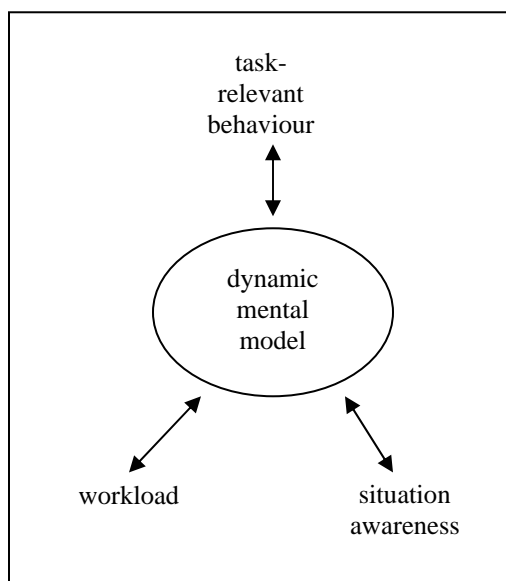 task-
relevant
behaviour
dynamic
mental
model
workload
situation
awareness